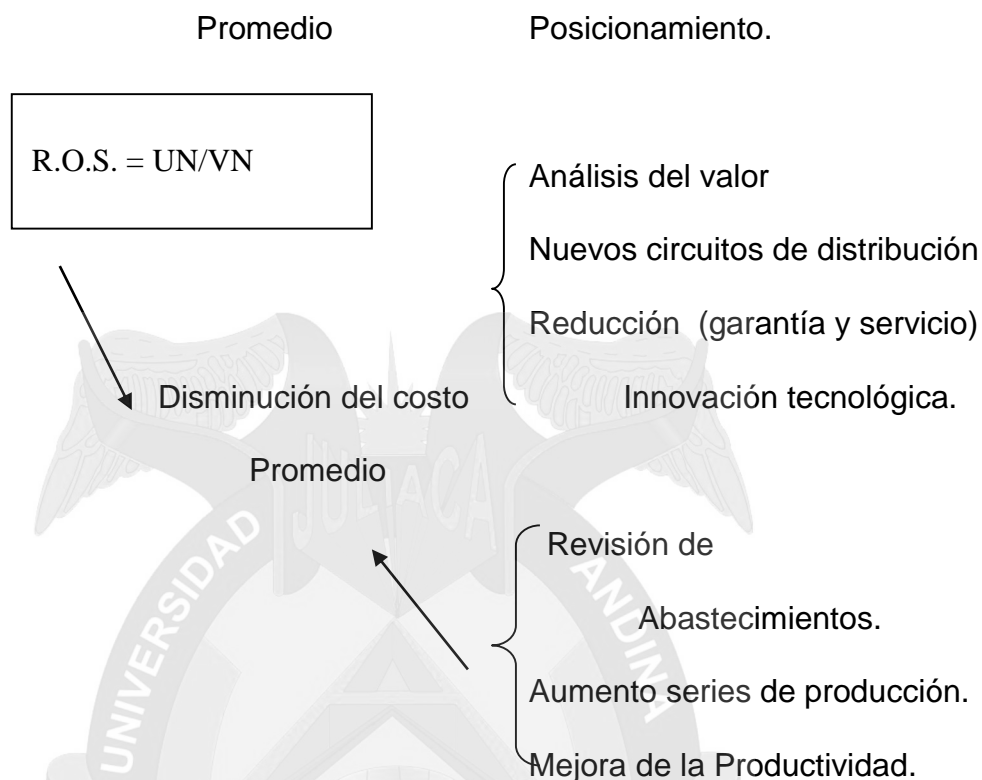 Promedio Posicionamiento.
R.O.S. = UN/VN
Análisis del valor
Nuevos circuitos de distribución
Reducción (garantía y servicio)
Disminución del costo Innovación tecnológica.
Promedio
Revisión de
Abastecimientos.
Aumento series de producción.
Mejora de la Productividad.
UNIVERSIDAD ANDINA
JULIACA